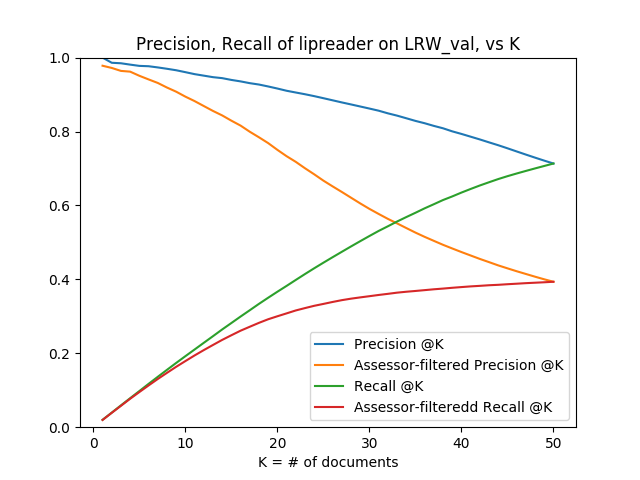 Precision, Recall of lipreader on LRW_val, vs K
1.0
0.8
0.6
0.4
0.2
0.0
Precision @K
Assessor-filtered Precision @K
Recall @K
Assessor-filteredd Recall @K
0 10 20 30 40 50
K = # of documents